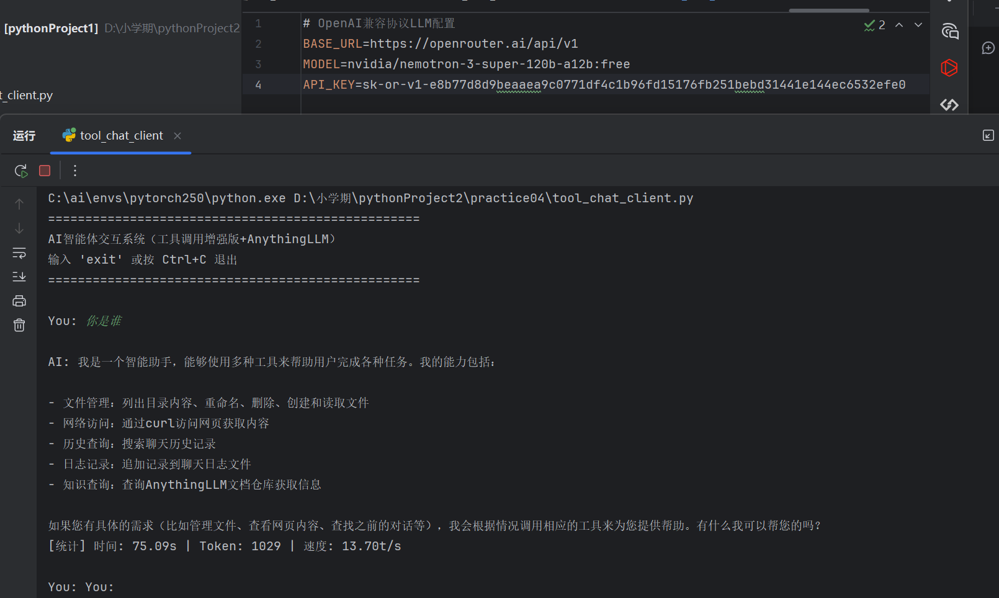 [pythonProject1] D:\小学期\pythonProject2
t_client.py
1 # OpenAI兼容协议LLM配置
2 BASE_URL=https://openrouter.ai/api/v1
3 MODEL=nvidia/nemotron-3-super-120b-a12b:free
4 API_KEY=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
2
运行 tool_chat_client
C:\ai\envs\pytorch250\python.exe D:\小学期\pythonProject2\practice04\tool_chat_client.py
==================================================
AI智能体交互系统（工具调用增强版+AnythingLLM）
输入 'exit' 或按 Ctrl+C 退出
==================================================
You: 你是谁
AI: 我是一个智能助手，能够使用多种工具来帮助用户完成各种任务。我的能力包括：
- 文件管理：列出目录内容、重命名、删除、创建和读取文件
- 网络访问：通过curl访问网页获取内容
- 历史查询：搜索聊天历史记录
- 日志记录：追加记录到聊天日志文件
- 知识查询：查询AnythingLLM文档仓库获取信息
如果您有具体的需求（比如管理文件、查看网页内容、查找之前的对话等），我会根据情况调用相应的工具来为您提供帮助。有什么我可以帮您的吗？
[统计] 时间: 75.09s | Token: 1029 | 速度: 13.70t/s
You: You: